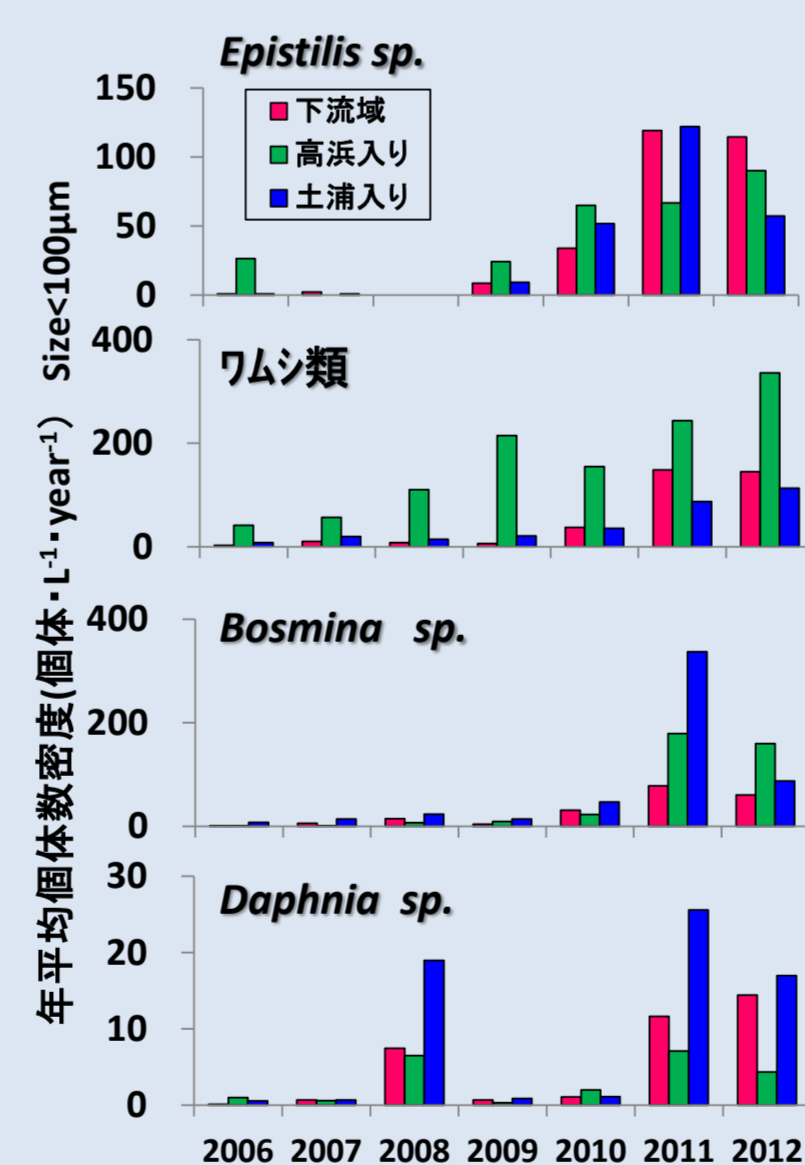 Epistilis sp.
150
100
50
0
下流域
高浜入り
土浦入り
ワムシ類
400
200
0
Bosmina sp.
400
200
0
Daphnia sp.
30
20
10
0
2006 2007 2008 2009 2010 2011 2012
年平均個体数密度(個体・L⁻¹・year⁻¹) Size<100μm